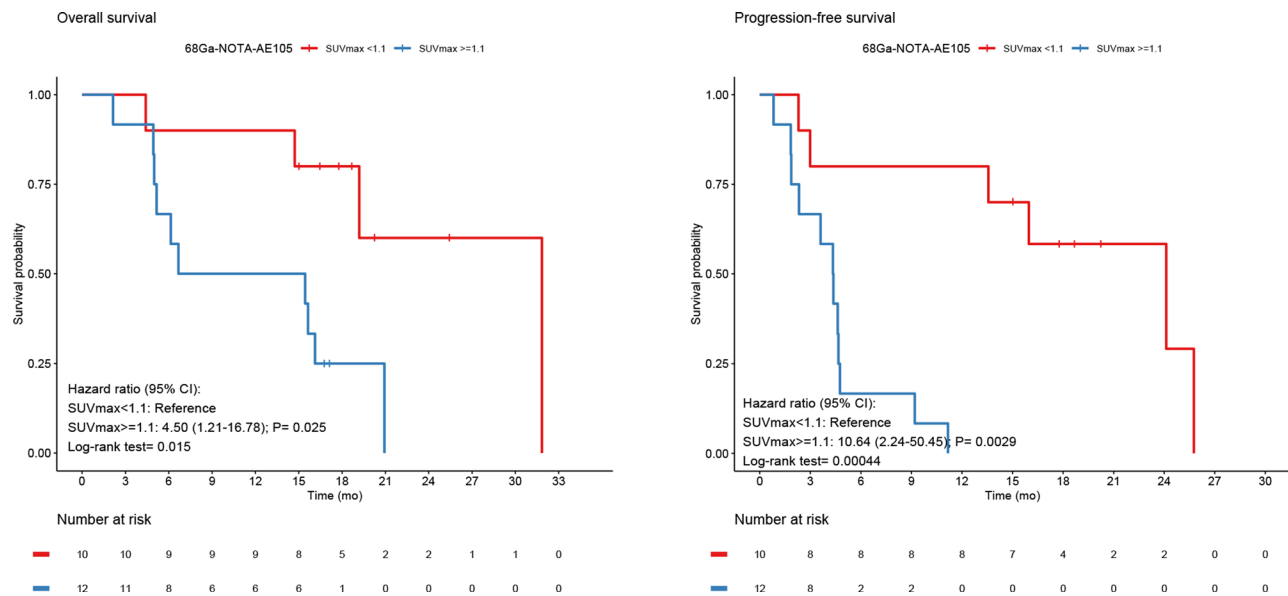 Overall survival
68Ga-NOTA-AE105 SUVmax <1.1 SUVmax >=1.1
Survival probability
1.00
0.75
0.50
0.25
0.00
Hazard ratio (95% CI):
SUVmax<1.1: Reference
SUVmax>=1.1: 4.50 (1.21-16.78); P= 0.025
Log-rank test= 0.015
0 3 6 9 12 15 18 21 24 27 30 33
Time (mo)
Number at risk
10 10 9 9 9 8 5 2 2 1 1 0
12 11 8 6 6 6 1 0 0 0 0 0
Progression-free survival
68Ga-NOTA-AE105 SUVmax <1.1 SUVmax >=1.1
Survival probability
1.00
0.75
0.50
0.25
0.00
Hazard ratio (95% CI):
SUVmax<1.1: Reference
SUVmax>=1.1: 10.64 (2.24-50.45); P= 0.0029
Log-rank test= 0.00044
0 3 6 9 12 15 18 21 24 27 30
Time (mo)
Number at risk
10 8 8 8 8 7 4 2 2 0 0
12 8 2 2 0 0 0 0 0 0 0